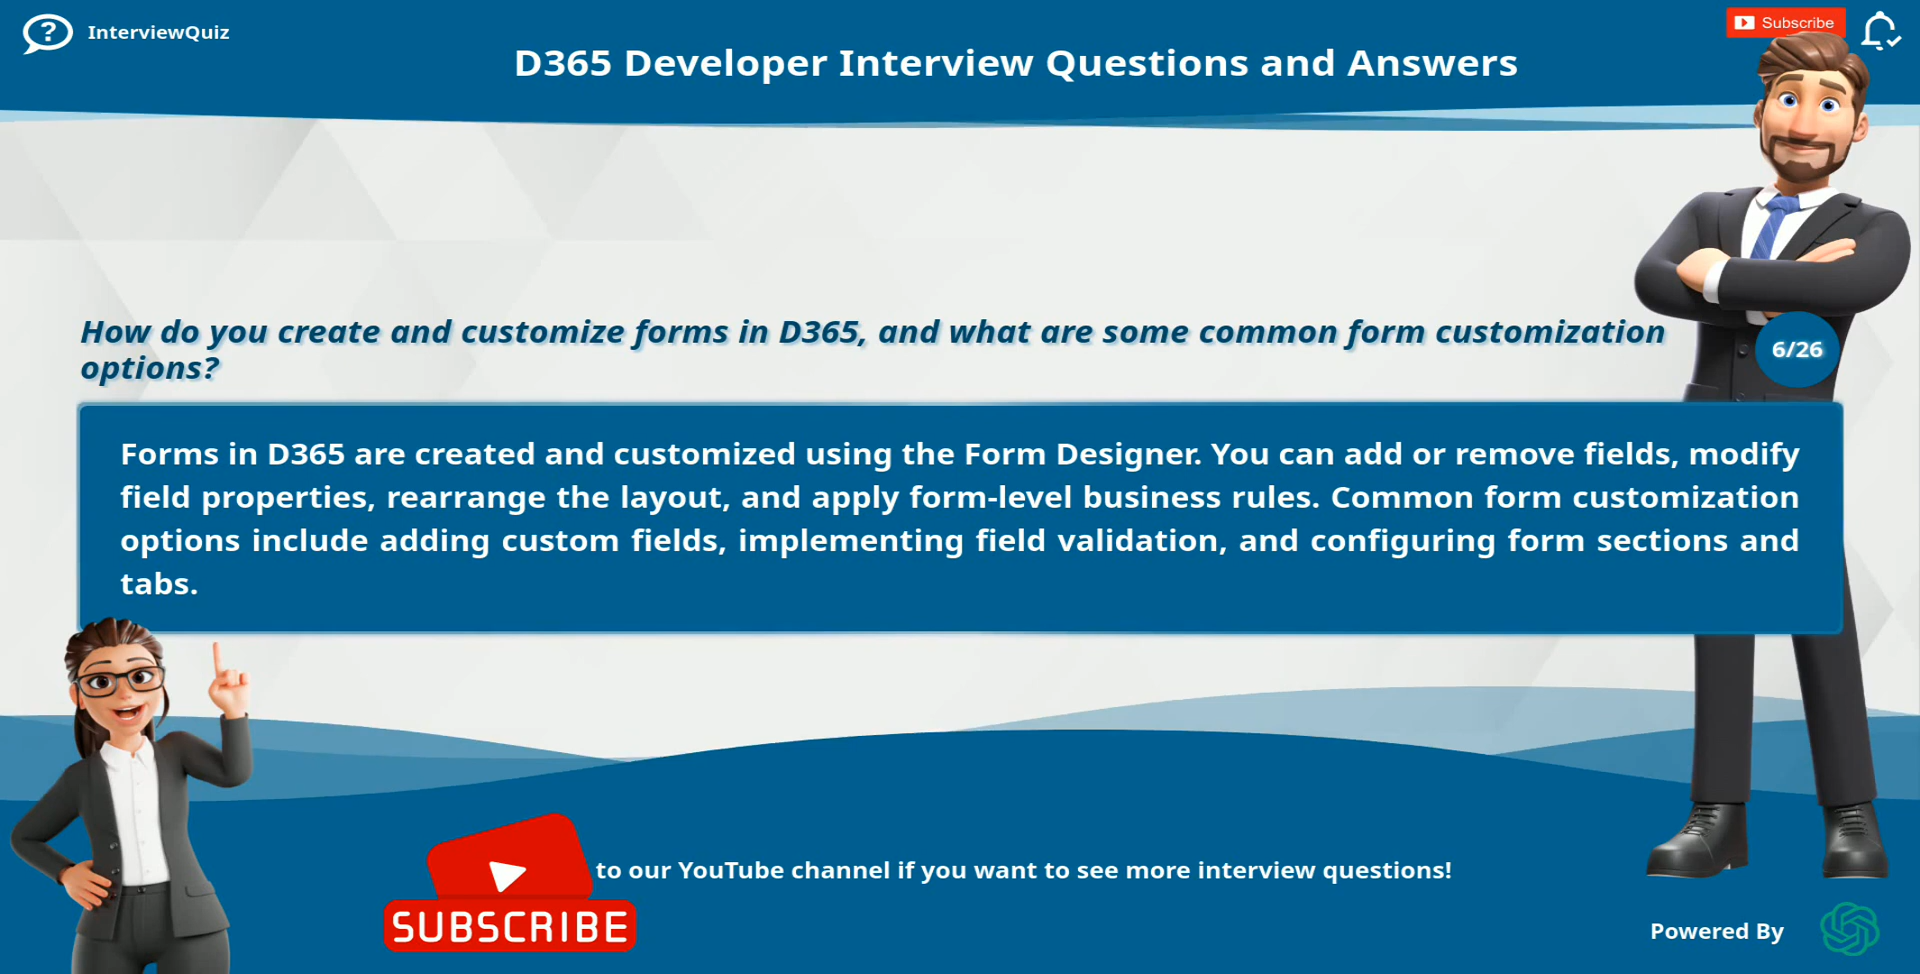 InterviewQuiz
Subscribe
D365 Developer Interview Questions and Answers
How do you create and customize forms in D365, and what are some common form customization
options?
6/26
Forms in D365 are created and customized using the Form Designer. You can add or remove fields, modify
field properties, rearrange the layout, and apply form-level business rules. Common form customization
options include adding custom fields, implementing field validation, and configuring form sections and
tabs.
to our YouTube channel if you want to see more interview questions!
SUBSCRIBE
Powered By